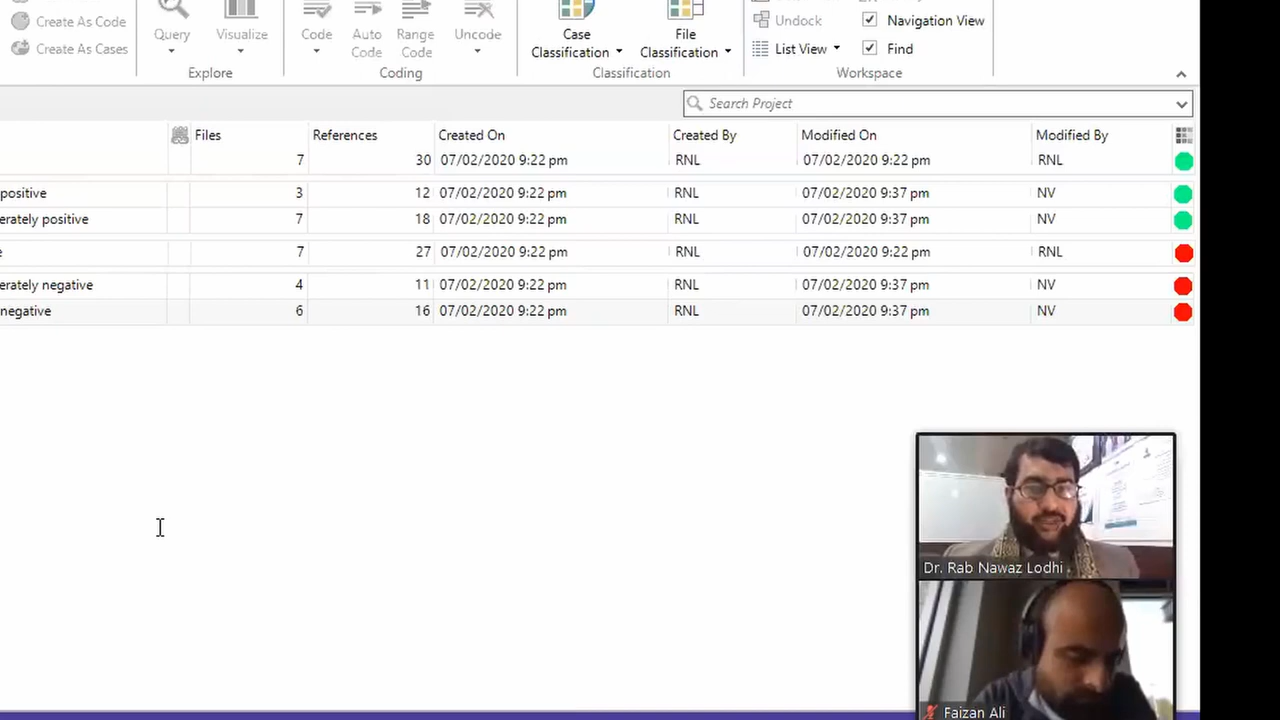 Create As Code
Create As Cases
Query
Visualize
Explore
Code
Auto Code
Range Code
Uncode
Coding
Case Classification
File Classification
Classification
Undock
List View
Navigation View
Find
Workspace
Search Project
Files References Created On Created By Modified On Modified By
7 30 07/02/2020 9:22 pm RNL 07/02/2020 9:22 pm RNL
positive 3 12 07/02/2020 9:22 pm RNL 07/02/2020 9:37 pm NV
erately positive 7 18 07/02/2020 9:22 pm RNL 07/02/2020 9:37 pm NV
e 7 27 07/02/2020 9:22 pm RNL 07/02/2020 9:22 pm RNL
erately negative 4 11 07/02/2020 9:22 pm RNL 07/02/2020 9:37 pm NV
negative 6 16 07/02/2020 9:22 pm RNL 07/02/2020 9:37 pm NV
Dr. Rab Nawaz Lodhi
Faizan Ali